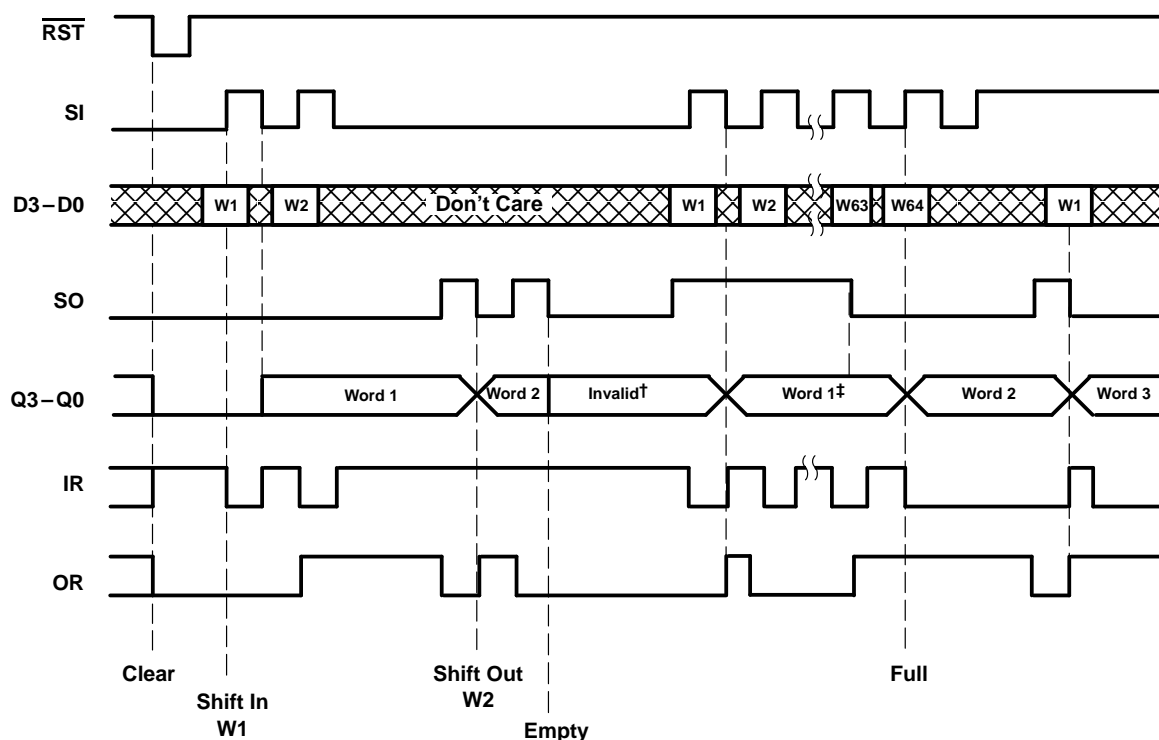 RST
SI
D3–D0
W1
W2
Don't Care
W1
W2
W63
W64
W1
SO
Q3–Q0
Word 1
Word 2
Invalid†
Word 1‡
Word 2
Word 3
IR
OR
Clear
Shift In
W1
Shift Out
W2
Empty
Full